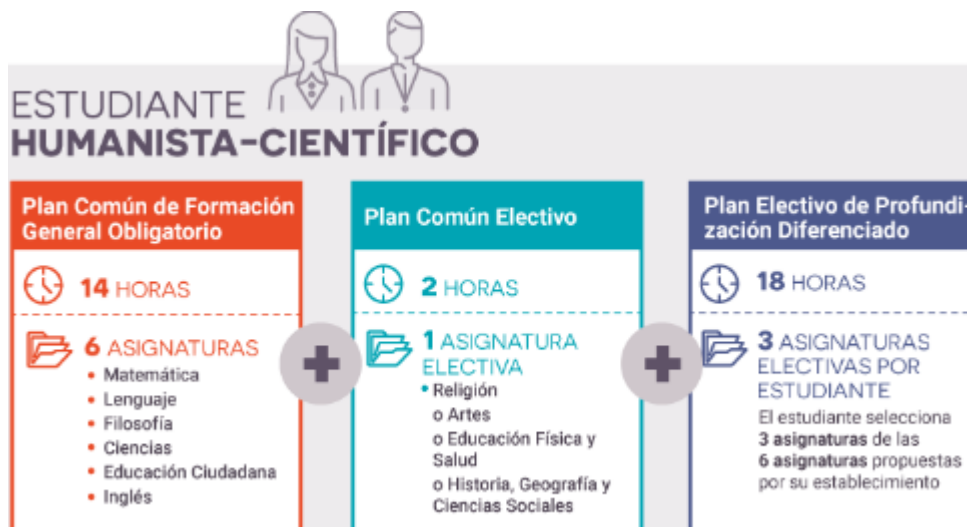 ESTUDIANTE
HUMANISTA-CIENTÍFICO
Plan Común de Formación
General Obligatorio
14 HORAS
6 ASIGNATURAS
• Matemática
• Lenguaje
• Filosofía
• Ciencias
• Educación Ciudadana
• Inglés
Plan Común Electivo
2 HORAS
1 ASIGNATURA
ELECTIVA
• Religión
o Artes
o Educación Física y
Salud
o Historia, Geografía y
Ciencias Sociales
Plan Electivo de Profundi-
zación Diferenciado
18 HORAS
3 ASIGNATURAS
ELECTIVAS POR
ESTUDIANTE
El estudiante selecciona
3 asignaturas de las
6 asignaturas propuestas
por su establecimiento